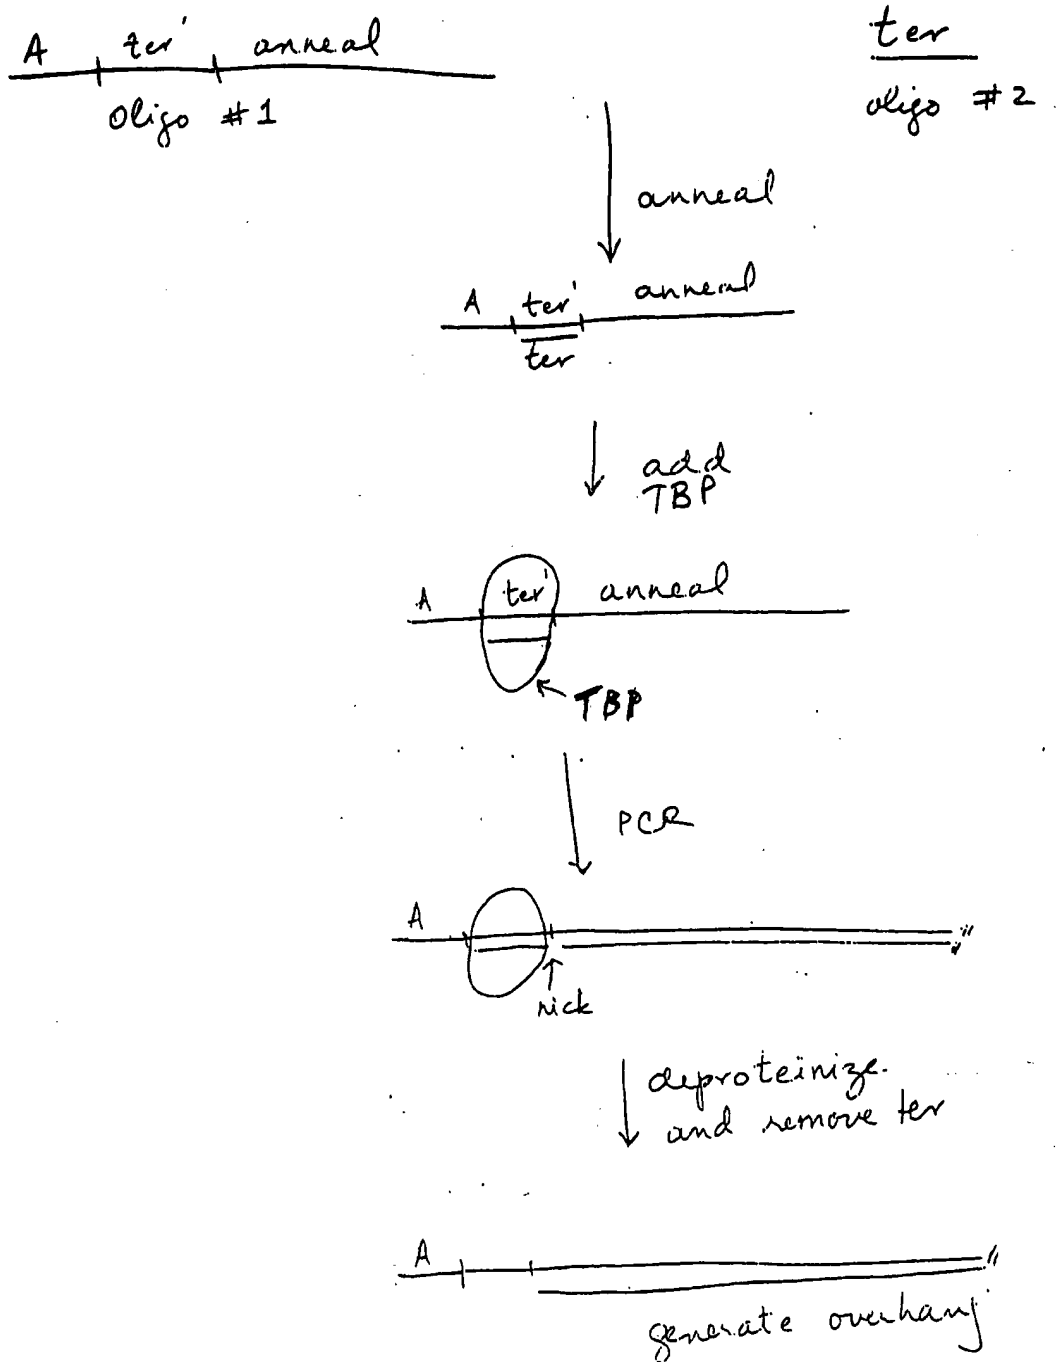 A ter' anneal
ter
Oligo #1
oligo #2
anneal
A ter' anneal
ter
add
TBP
A ter' anneal
TBP
PCR
A
nick
deproteinize.
and remove ter
A
generate overhang